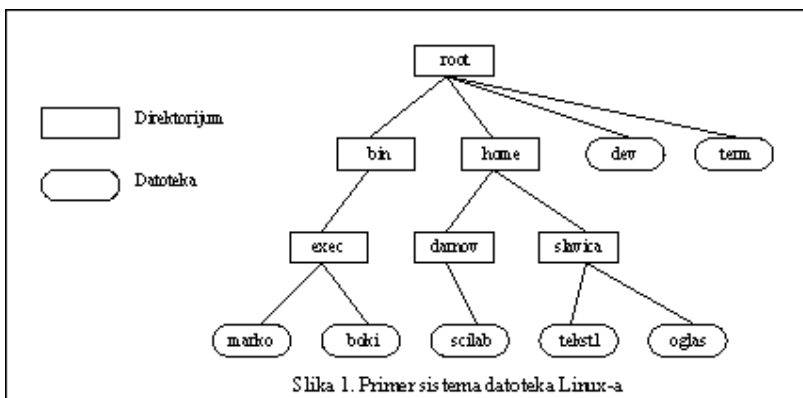 root
Direktorijum
bin home dev term
Datoteka
exec damov slavica
marko boki scilab tekst1 oglas
Slika 1. Primer sistema datoteka Linux-a